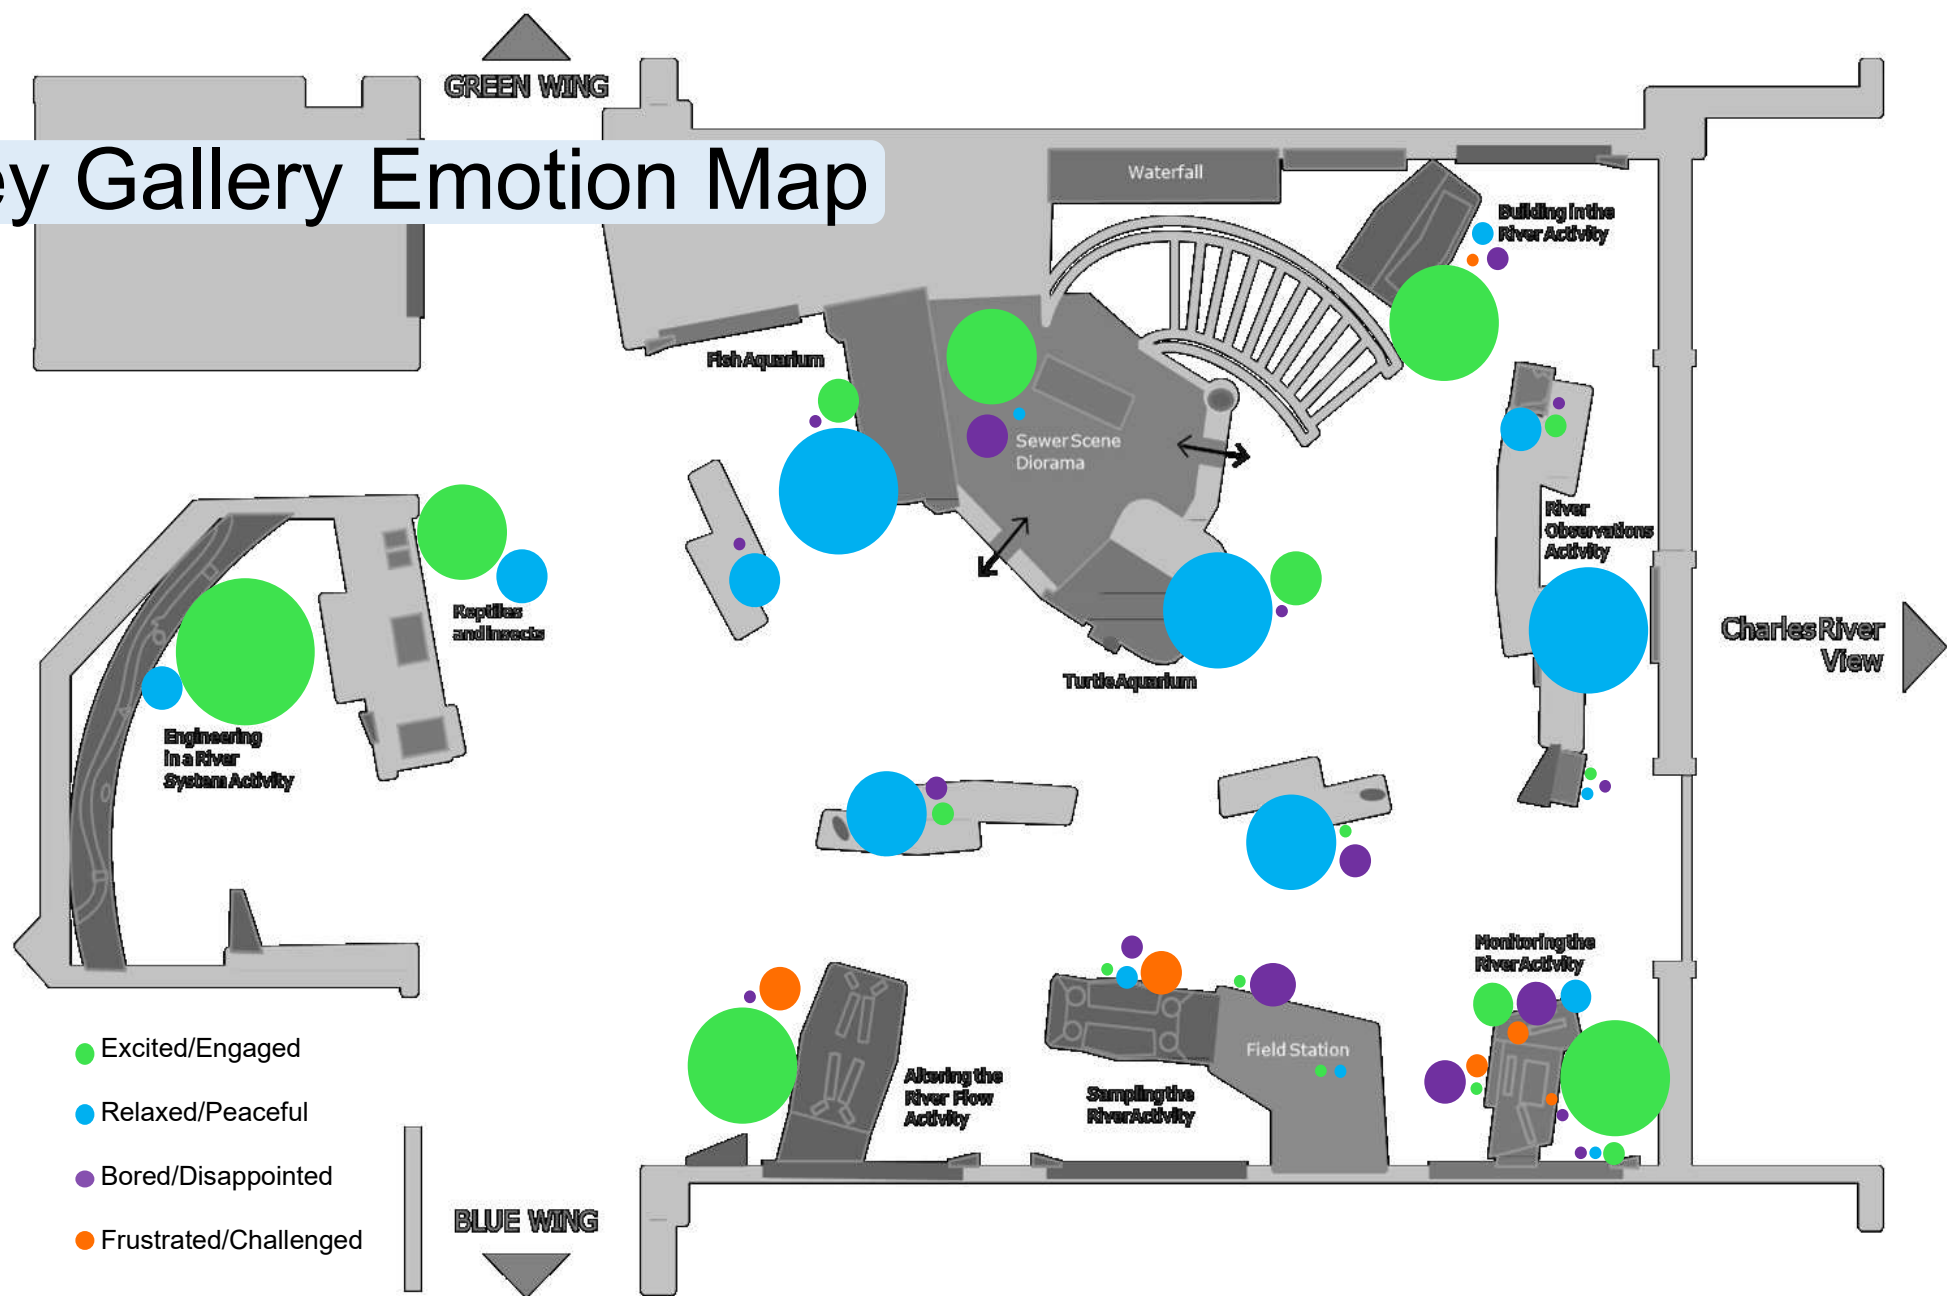 GREEN WING
ey Gallery Emotion Map
Waterfall
Building in the
River Activity
Fish Aquarium
Sewer Scene
Diorama
River
Observations
Activity
Reptiles
and Insects
Charles River
View
Turtle Aquarium
Engineering
in a River
System Activity
Monitoring the
River Activity
Excited/Engaged
Relaxed/Peaceful
Bored/Disappointed
Frustrated/Challenged
Altering the
River Flow
Activity
Sampling the
River Activity
Field Station
BLUE WING